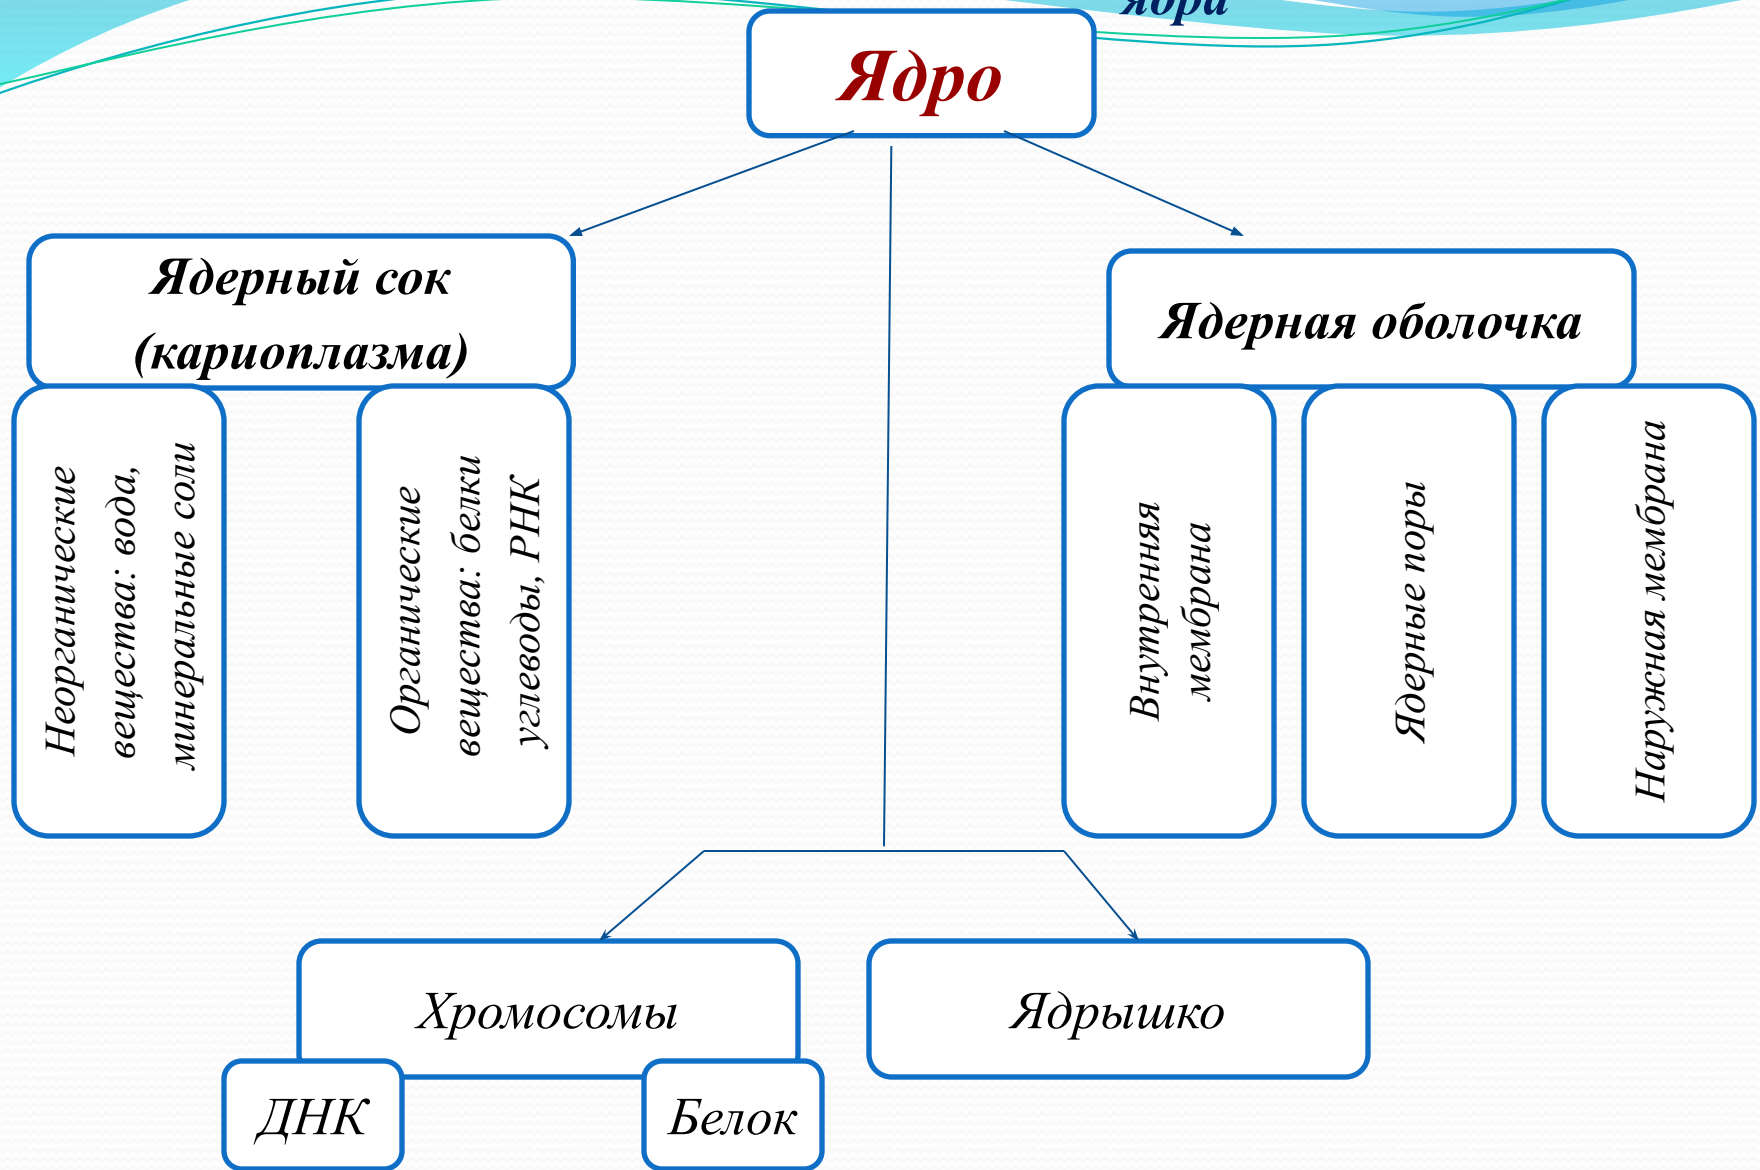 ядра
Ядро
Ядерный сок
(кариоплазма)
Ядерная оболочка
Неорганические
вещества: вода,
минеральные соли
Органические
вещества: белки
углеводы, РНК
Внутренняя
мембрана
Ядерные поры
Наружная мембрана
Хромосомы
Ядрышко
ДНК
Белок